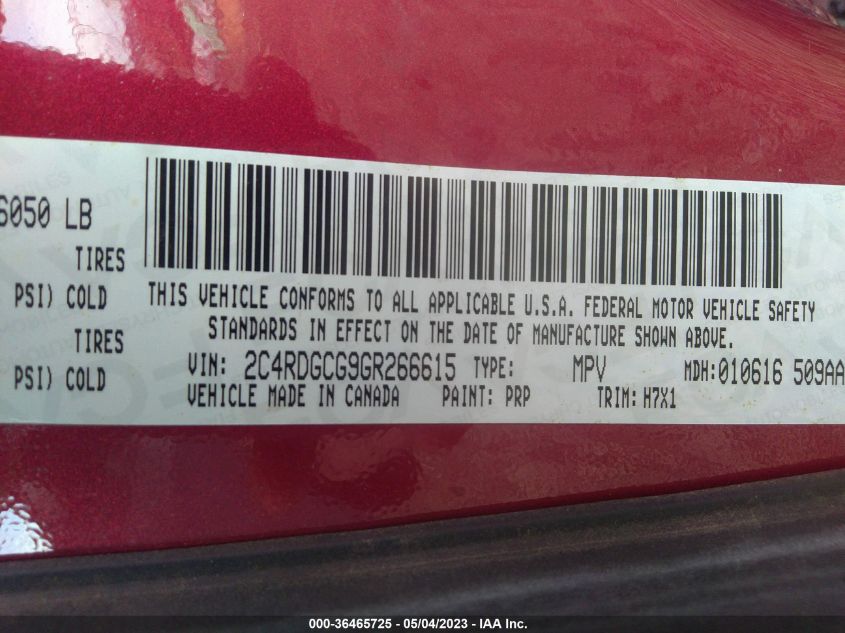 6050 LB
TIRES
PSI) COLD
TIRES
PSI) COLD
THIS VEHICLE CONFORMS TO ALL APPLICABLE U.S.A. FEDERAL MOTOR VEHICLE SAFETY
STANDARDS IN EFFECT ON THE DATE OF MANUFACTURE SHOWN ABOVE.
VIN: 2C4RDGCG9GR266615 TYPE: MPV MDH:010616 509AA
VEHICLE MADE IN CANADA PAINT: PRP TRIM: H7X1
000-36465725 - 05/04/2023 - IAA Inc.